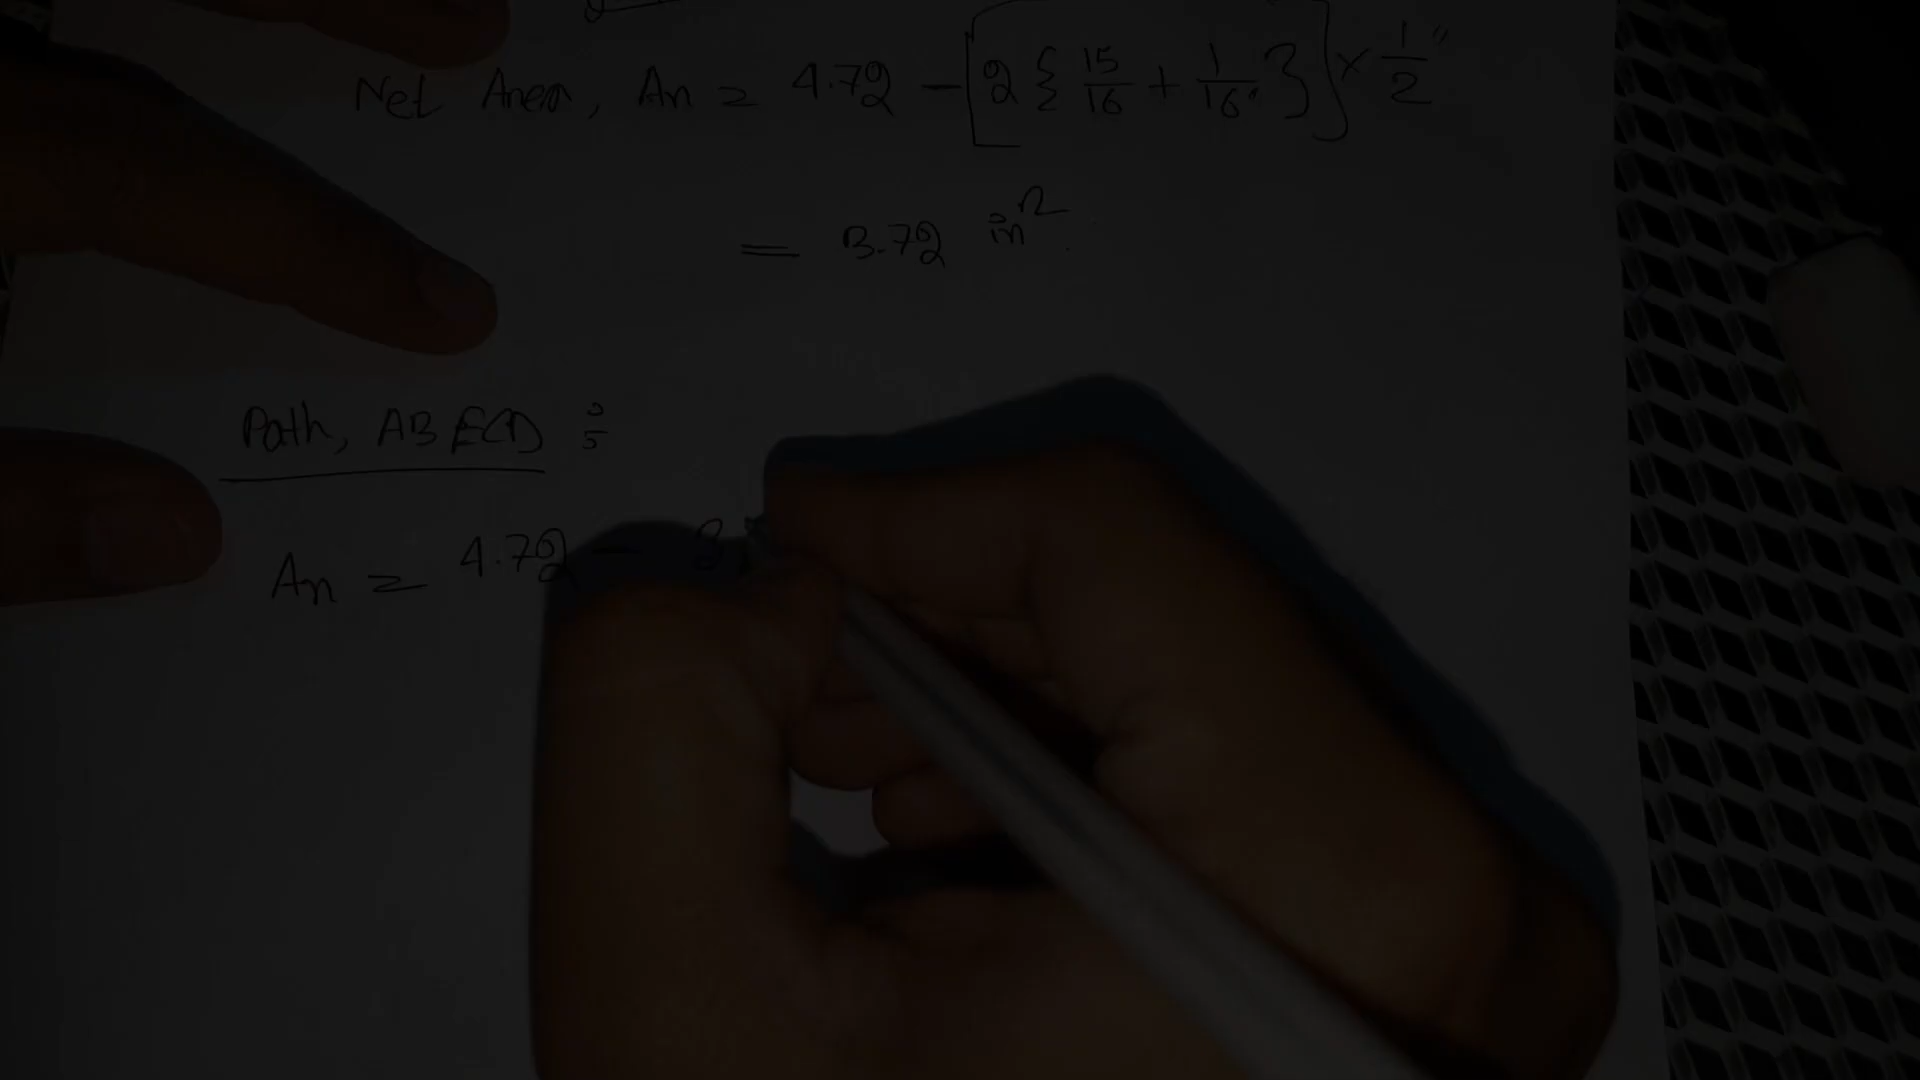 Net Area, An = 4.72 - [2 { 15/16 + 1/16" }] × 1/2"
= 3.72 in²
Path, ABECD :
An = 4.72 - 3